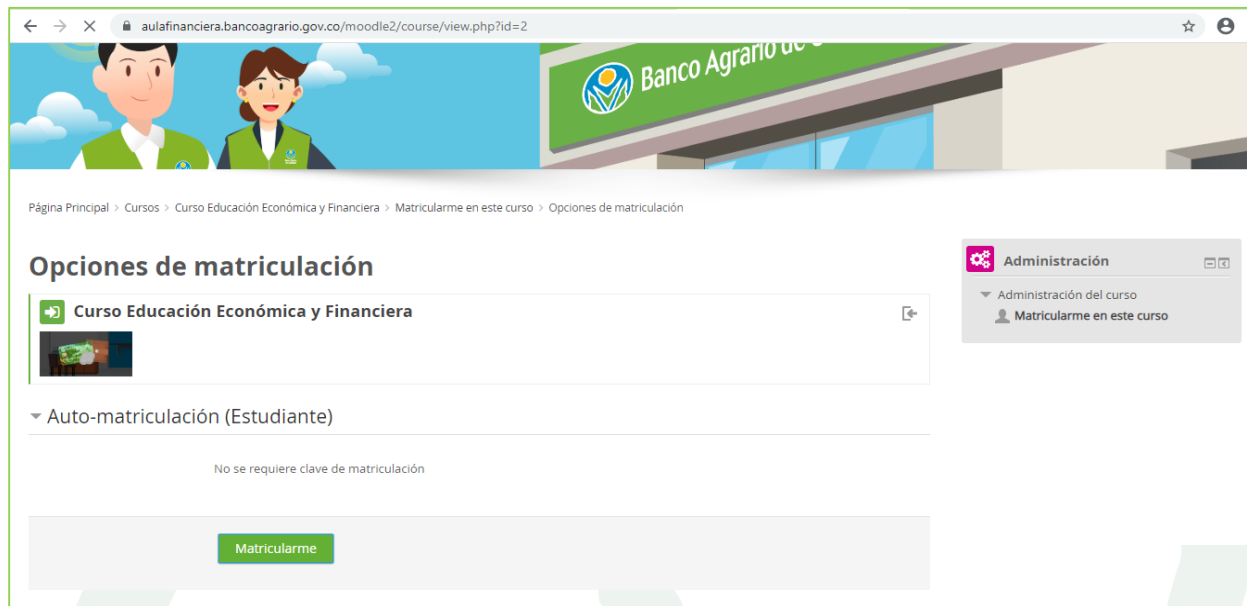 aulafinanciera.bancoagrario.gov.co/moodle2/course/view.php?id=2
Banco Agrario de
Página Principal > Cursos > Curso Educación Económica y Financiera > Matricularme en este curso > Opciones de matriculación
Opciones de matriculación
Curso Educación Económica y Financiera
Auto-matriculación (Estudiante)
No se requiere clave de matriculación
Matricularme
Administración
Administración del curso
Matricularme en este curso